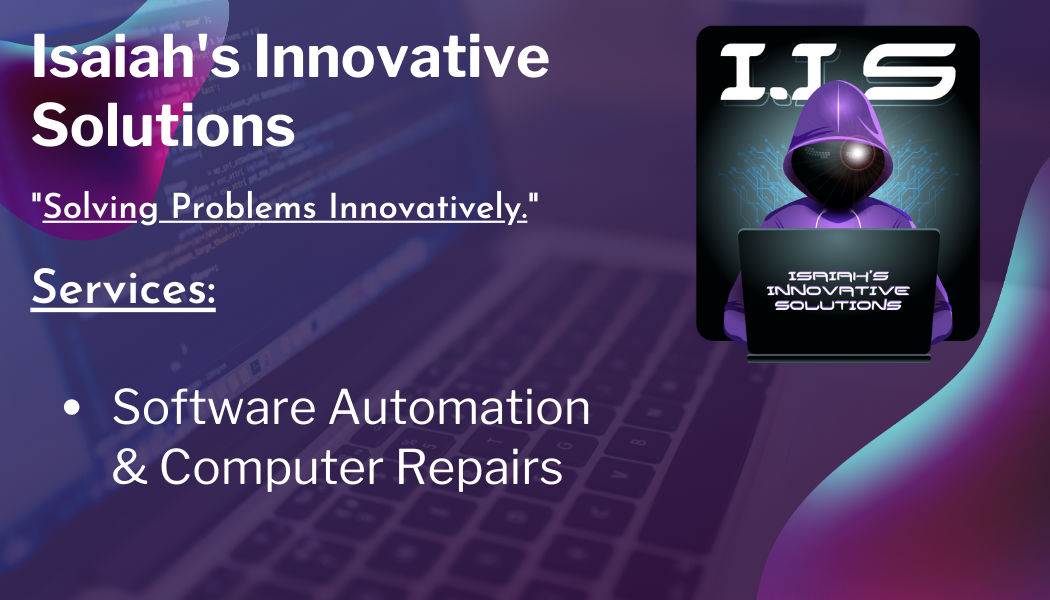 Isaiah's Innovative
Solutions
"Solving Problems Innovatively."
Services:
• Software Automation
& Computer Repairs
I.I.S
ISAIAH'S
INNOVATIVE
SOLUTIONS